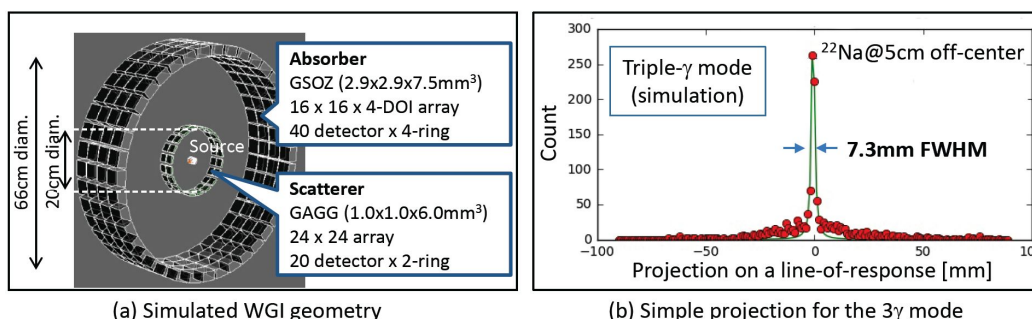 66cm diam.
20cm diam.
Source
Absorber
GSOZ (2.9x2.9x7.5mm³)
16 x 16 x 4-DOI array
40 detector x 4-ring
Scatterer
GAGG (1.0x1.0x6.0mm³)
24 x 24 array
20 detector x 2-ring
(a) Simulated WGI geometry
300
250
200
150
100
50
0
Count
Triple-γ mode
(simulation)
²²Na@5cm off-center
7.3mm FWHM
−100
−50
0
50
100
Projection on a line-of-response [mm]
(b) Simple projection for the 3γ mode